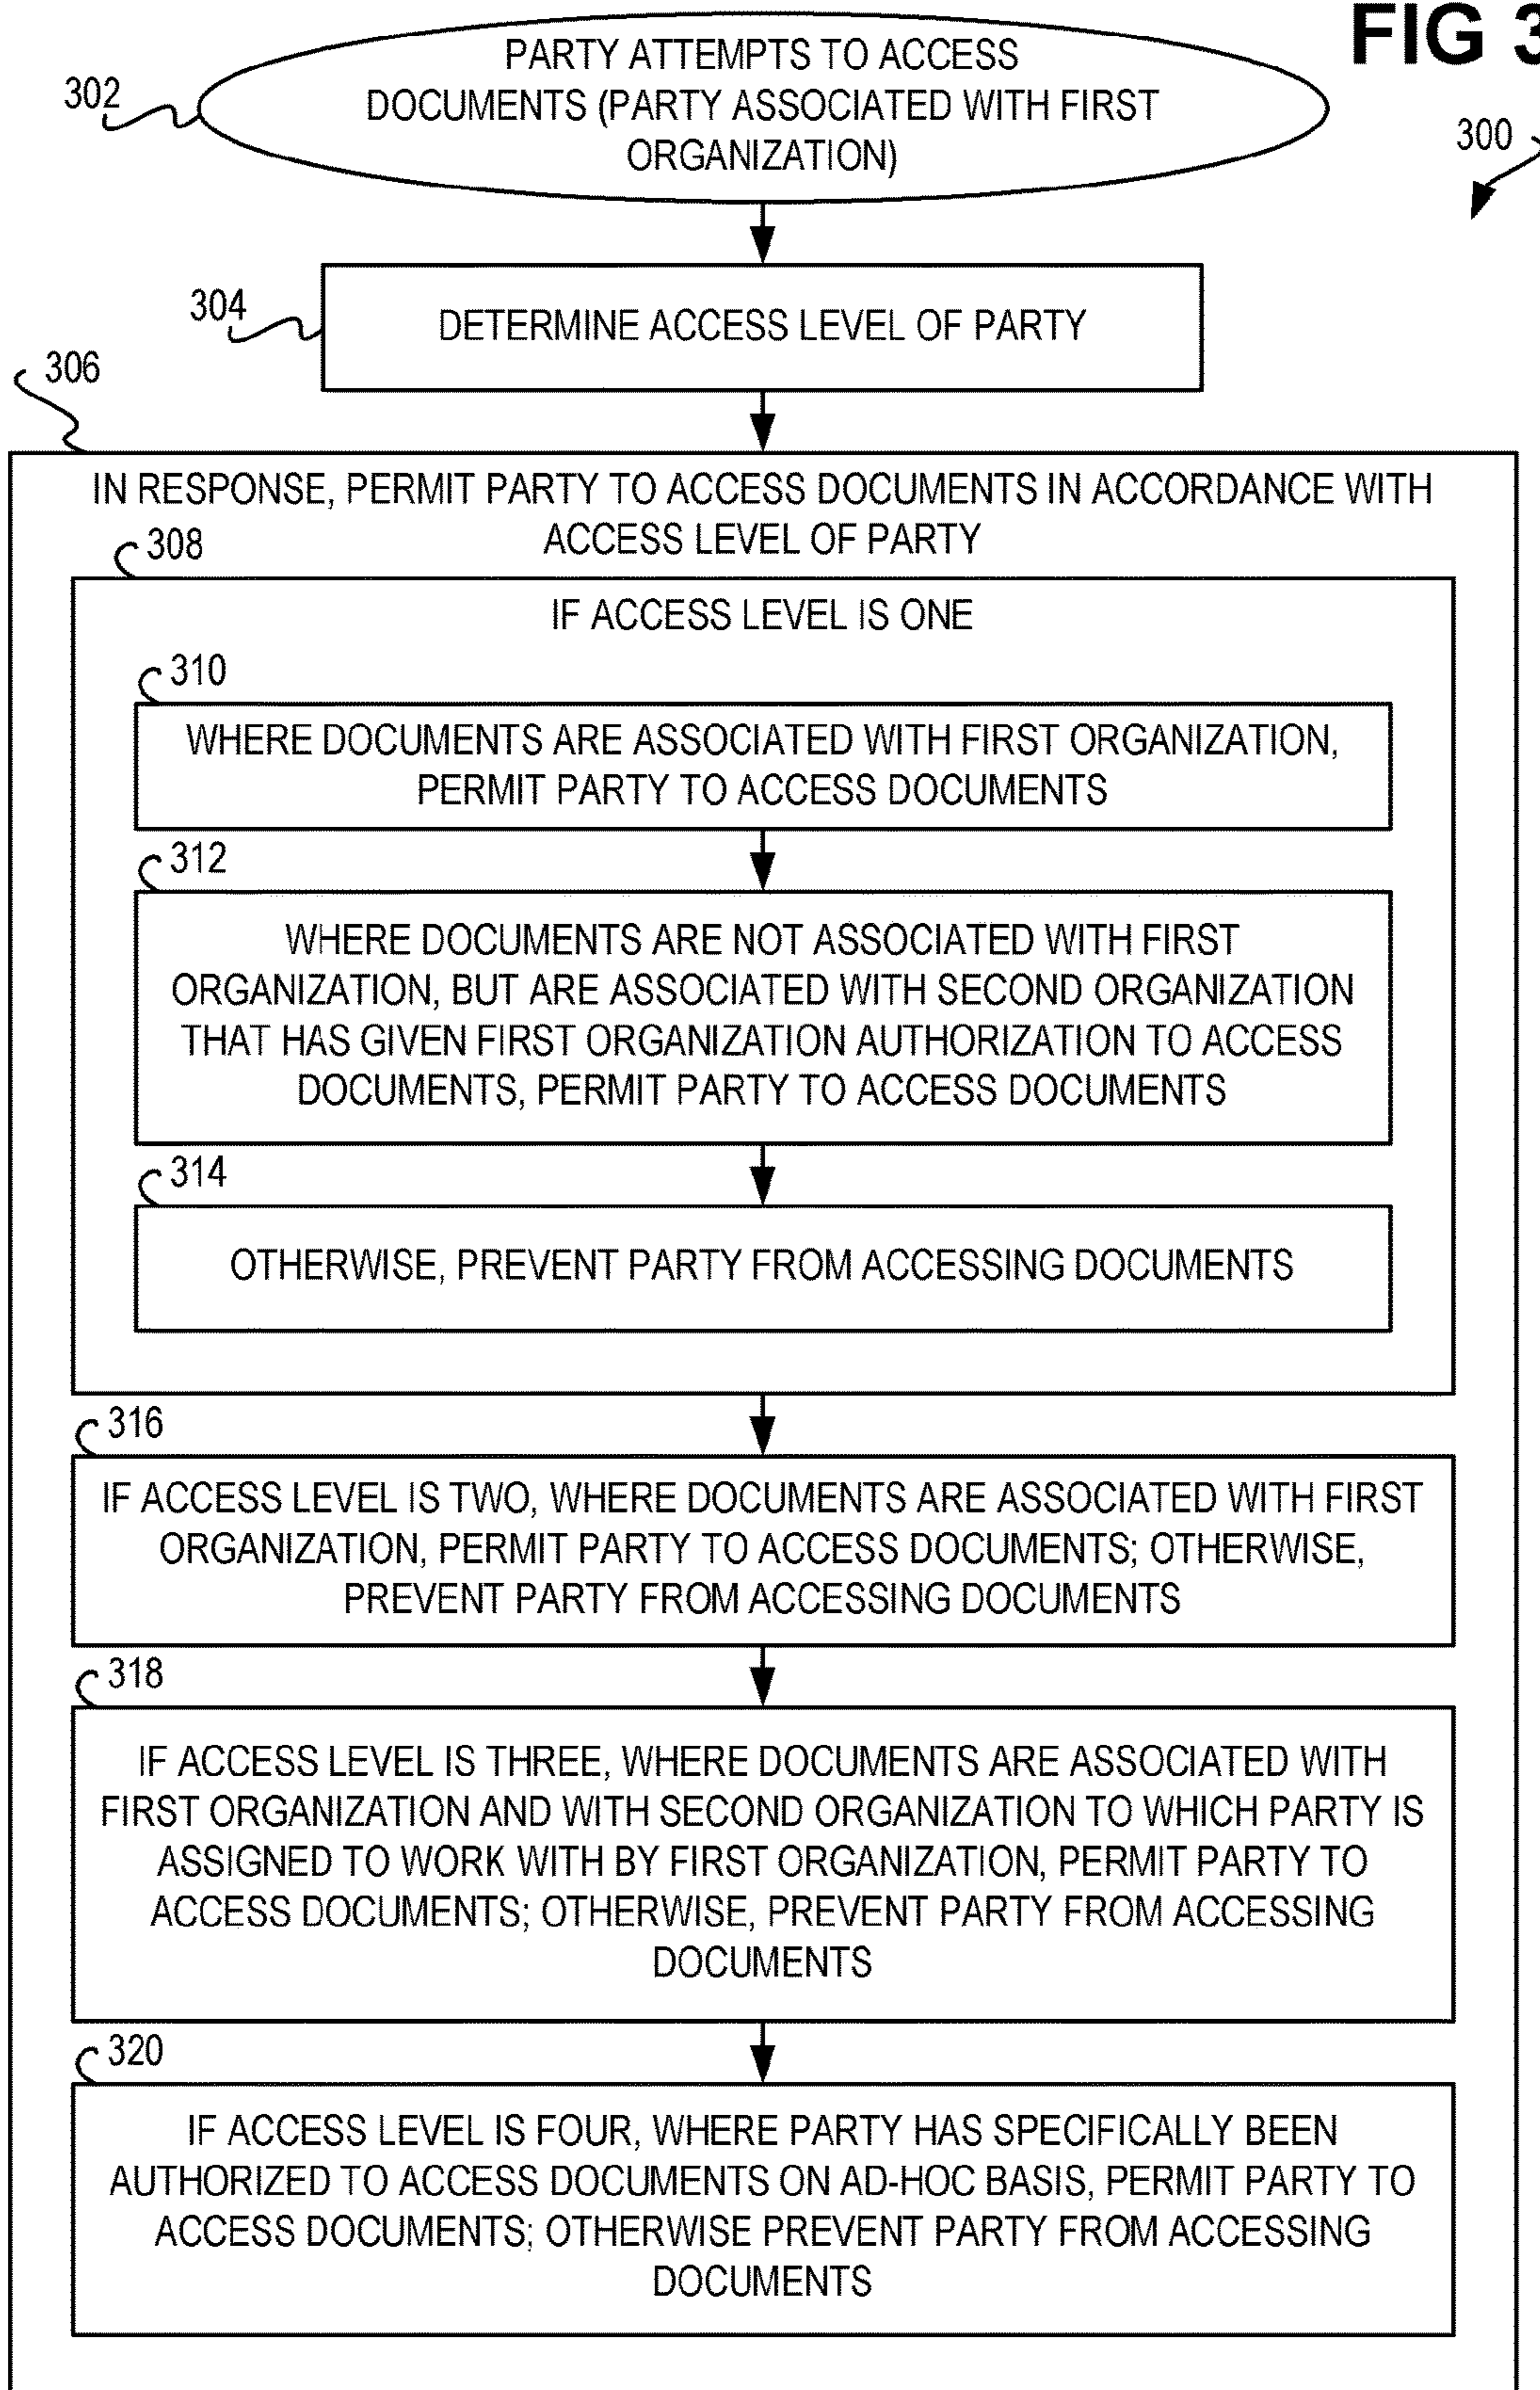 FIG 3
PARTY ATTEMPTS TO ACCESS
302
DOCUMENTS (PARTY ASSOCIATED WITH FIRST
ORGANIZATION)
300
304
DETERMINE ACCESS LEVEL OF PARTY
306
IN RESPONSE, PERMIT PARTY TO ACCESS DOCUMENTS IN ACCORDANCE WITH
ACCESS LEVEL OF PARTY
308
IF ACCESS LEVEL IS ONE
310
WHERE DOCUMENTS ARE ASSOCIATED WITH FIRST ORGANIZATION,
PERMIT PARTY TO ACCESS DOCUMENTS
312
WHERE DOCUMENTS ARE NOT ASSOCIATED WITH FIRST
ORGANIZATION, BUT ARE ASSOCIATED WITH SECOND ORGANIZATION
THAT HAS GIVEN FIRST ORGANIZATION AUTHORIZATION TO ACCESS
DOCUMENTS, PERMIT PARTY TO ACCESS DOCUMENTS
314
OTHERWISE, PREVENT PARTY FROM ACCESSING DOCUMENTS
316
IF ACCESS LEVEL IS TWO, WHERE DOCUMENTS ARE ASSOCIATED WITH FIRST
ORGANIZATION, PERMIT PARTY TO ACCESS DOCUMENTS; OTHERWISE,
PREVENT PARTY FROM ACCESSING DOCUMENTS
318
IF ACCESS LEVEL IS THREE, WHERE DOCUMENTS ARE ASSOCIATED WITH
FIRST ORGANIZATION AND WITH SECOND ORGANIZATION TO WHICH PARTY IS
ASSIGNED TO WORK WITH BY FIRST ORGANIZATION, PERMIT PARTY TO
ACCESS DOCUMENTS; OTHERWISE, PREVENT PARTY FROM ACCESSING
DOCUMENTS
320
IF ACCESS LEVEL IS FOUR, WHERE PARTY HAS SPECIFICALLY BEEN
AUTHORIZED TO ACCESS DOCUMENTS ON AD-HOC BASIS, PERMIT PARTY TO
ACCESS DOCUMENTS; OTHERWISE PREVENT PARTY FROM ACCESSING
DOCUMENTS